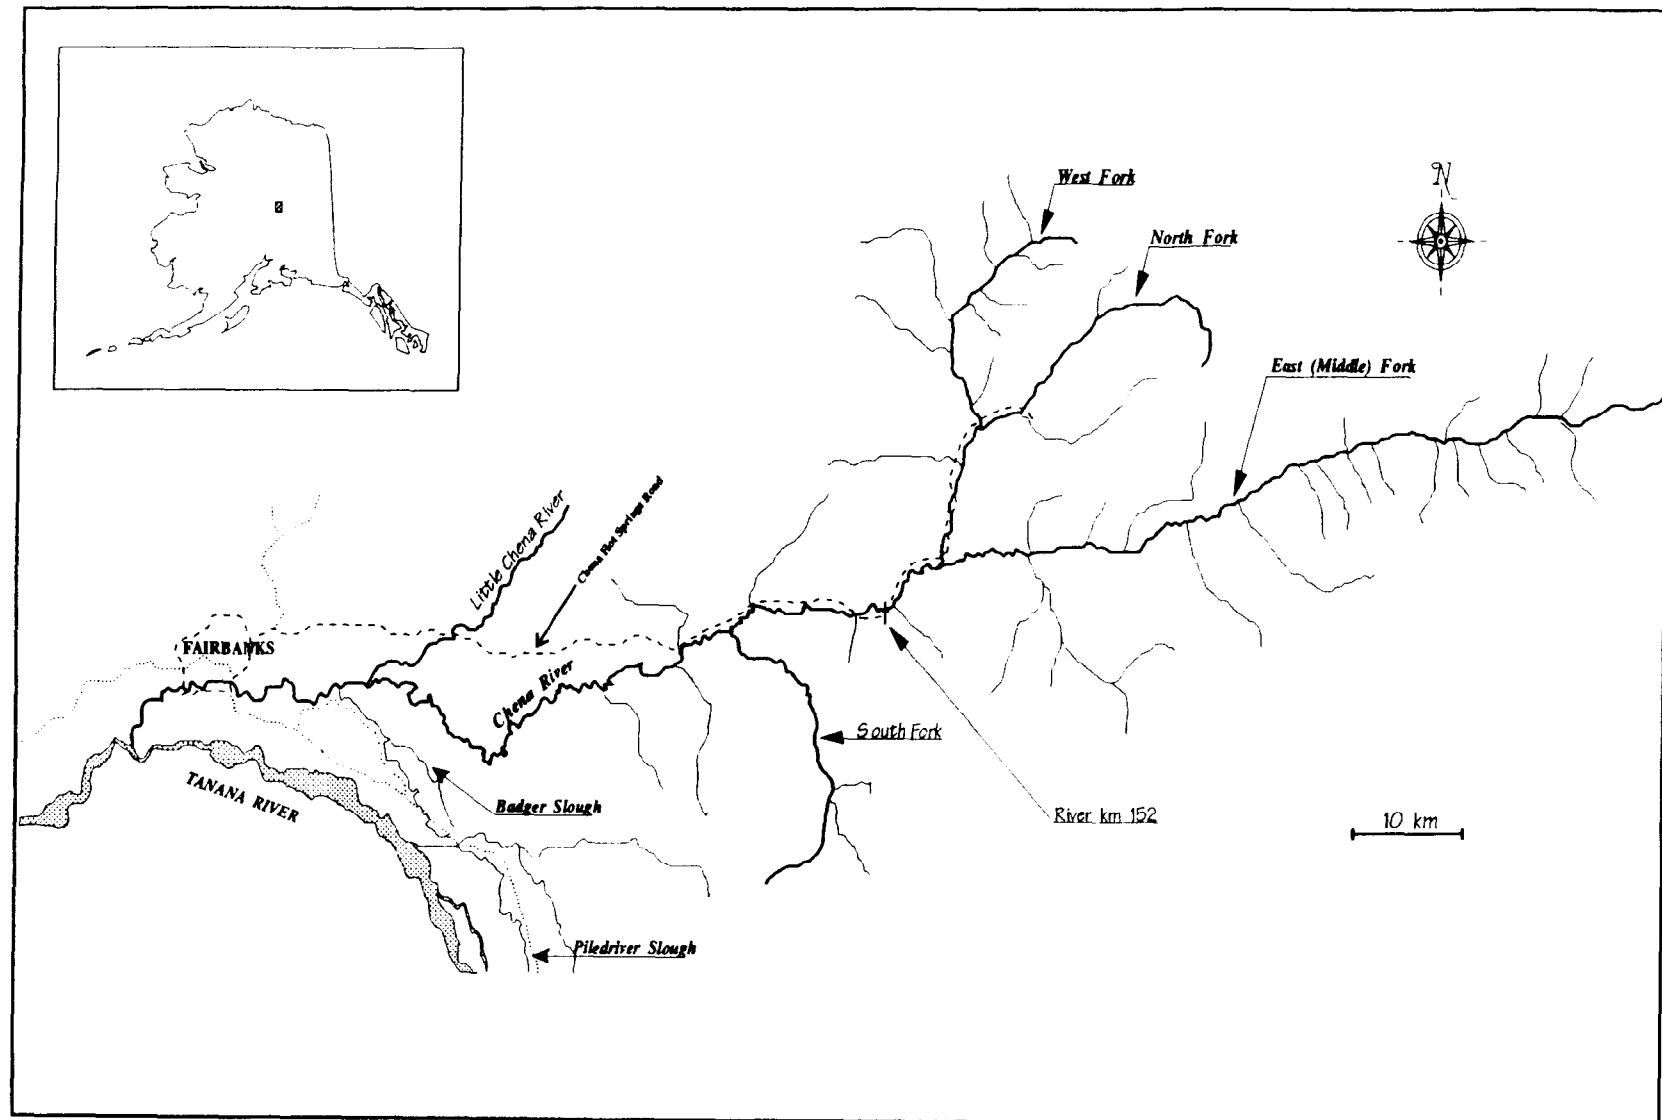 West Fork
N
North Fork
East (Middle) Fork
Little Chena River
Chena Hot Springs Road
FAIRBANKS
Chena River
South Fork
TANANA RIVER
Badger Slough
River km 152
10 km
Piledriver Slough